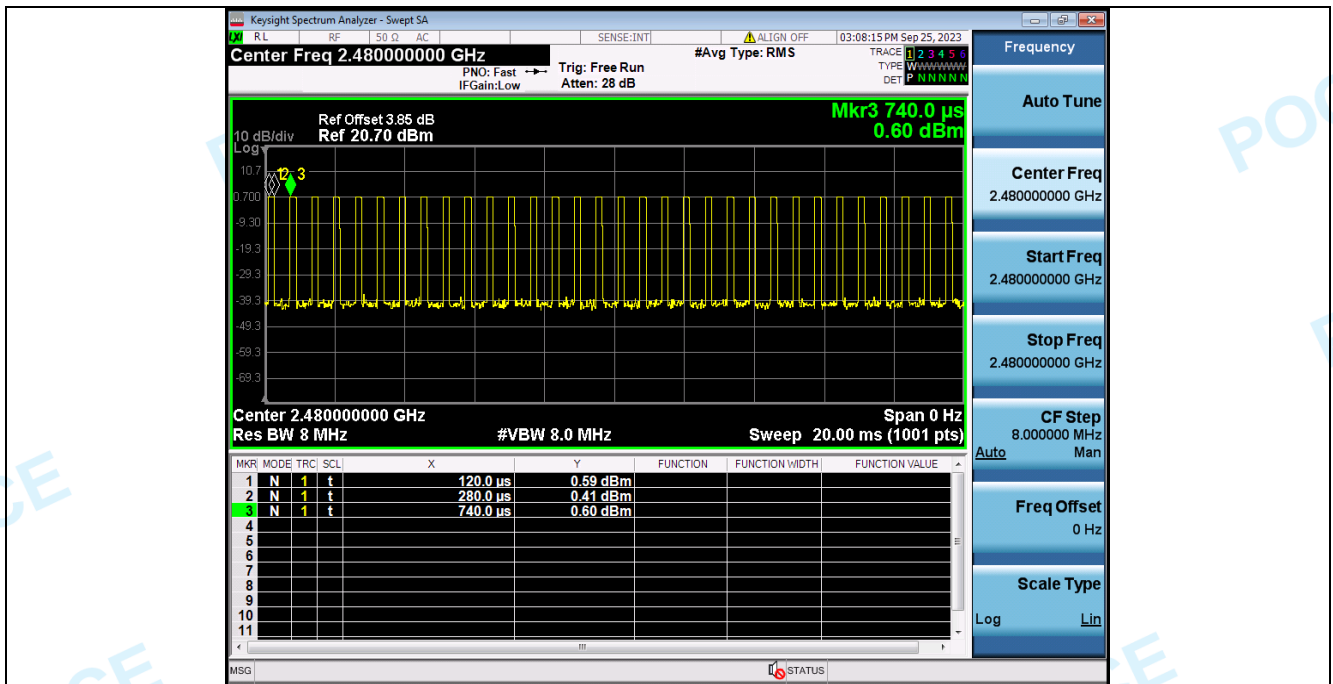 Keysight Spectrum Analyzer - Swept SA
LXI RL RF 50 Ω AC SENSE:INT ALIGN OFF 03:08:15 PM Sep 25, 2023
Center Freq 2.480000000 GHz
PNO: Fast
IFGain:Low
Trig: Free Run
Atten: 28 dB
#Avg Type: RMS
TRACE 1 2 3 4 5 6
TYPE WWWWWW
DET P N N N N N
Ref Offset 3.85 dB
10 dB/div Ref 20.70 dBm
Log
Mkr3 740.0 µs
0.60 dBm
10.7
0.700
-9.30
-19.3
-29.3
-39.3
-49.3
-59.3
-69.3
1 2 3
Center 2.480000000 GHz Span 0 Hz
Res BW 8 MHz #VBW 8.0 MHz Sweep 20.00 ms (1001 pts)
MKR MODE TRC SCL X Y FUNCTION FUNCTION WIDTH FUNCTION VALUE
1 N 1 t 120.0 µs 0.59 dBm
2 N 1 t 280.0 µs 0.41 dBm
3 N 1 t 740.0 µs 0.60 dBm
4
5
6
7
8
9
10
11
MSG STATUS
Frequency
Auto Tune
Center Freq
2.480000000 GHz
Start Freq
2.480000000 GHz
Stop Freq
2.480000000 GHz
CF Step
8.000000 MHz
Auto Man
Freq Offset
0 Hz
Scale Type
Log Lin